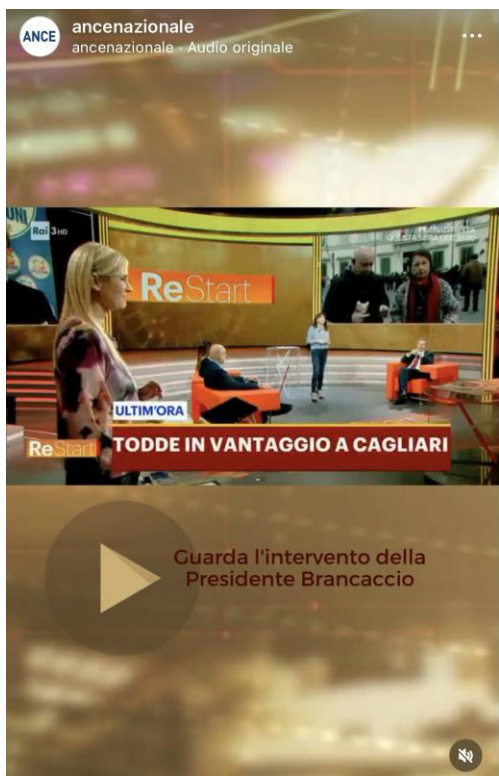 ANCE
ancenazionale
ancenazionale · Audio originale
UNI
Rai 3 HD
ReStart
ULTIM'ORA
ReStart
TODDE IN VANTAGGIO A CAGLIARI
Guarda l'intervento della
Presidente Brancaccio